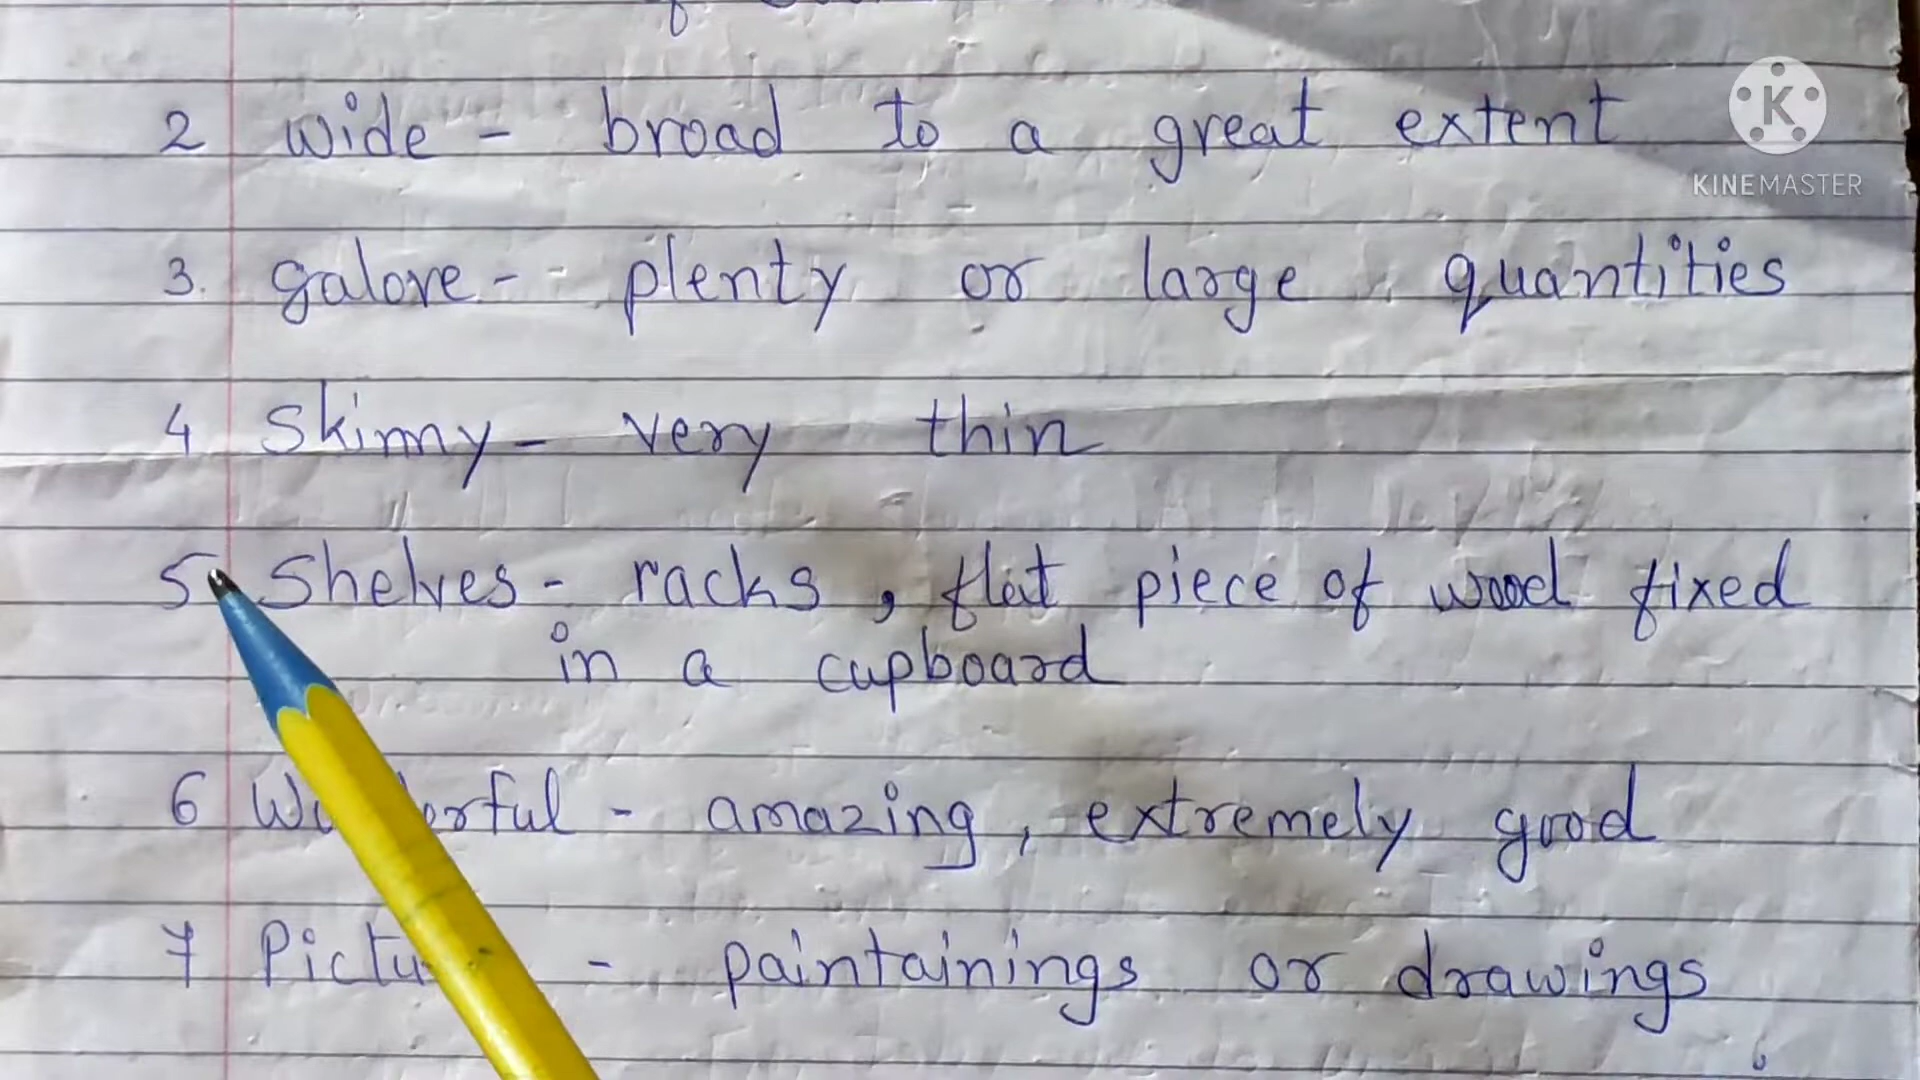 of
2 wide - broad to a great extent
KINEMASTER
3. galore - - plenty or large quantities
4 Skinny - very thin
5 Shelves - racks, flat piece of wood fixed
in a cupboard
6 - amazing, extremely good
7 - paintainings or drawings